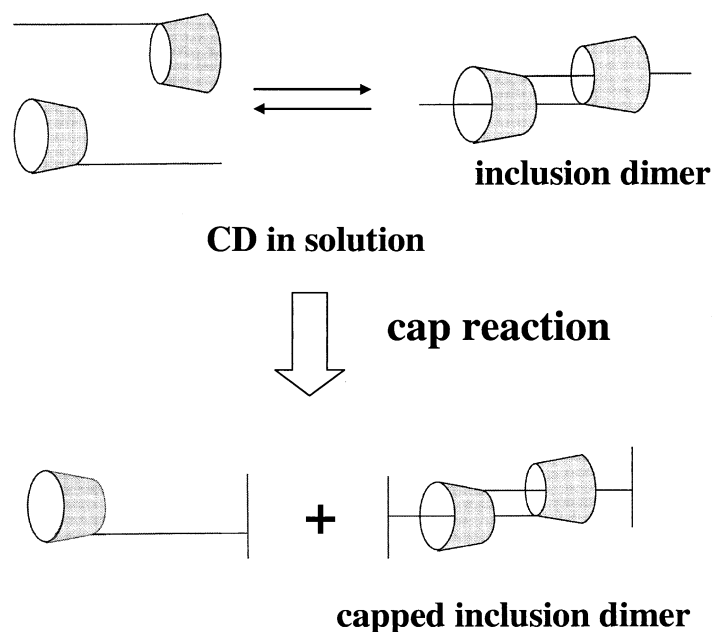 inclusion dimer
CD in solution
cap reaction
+
capped inclusion dimer